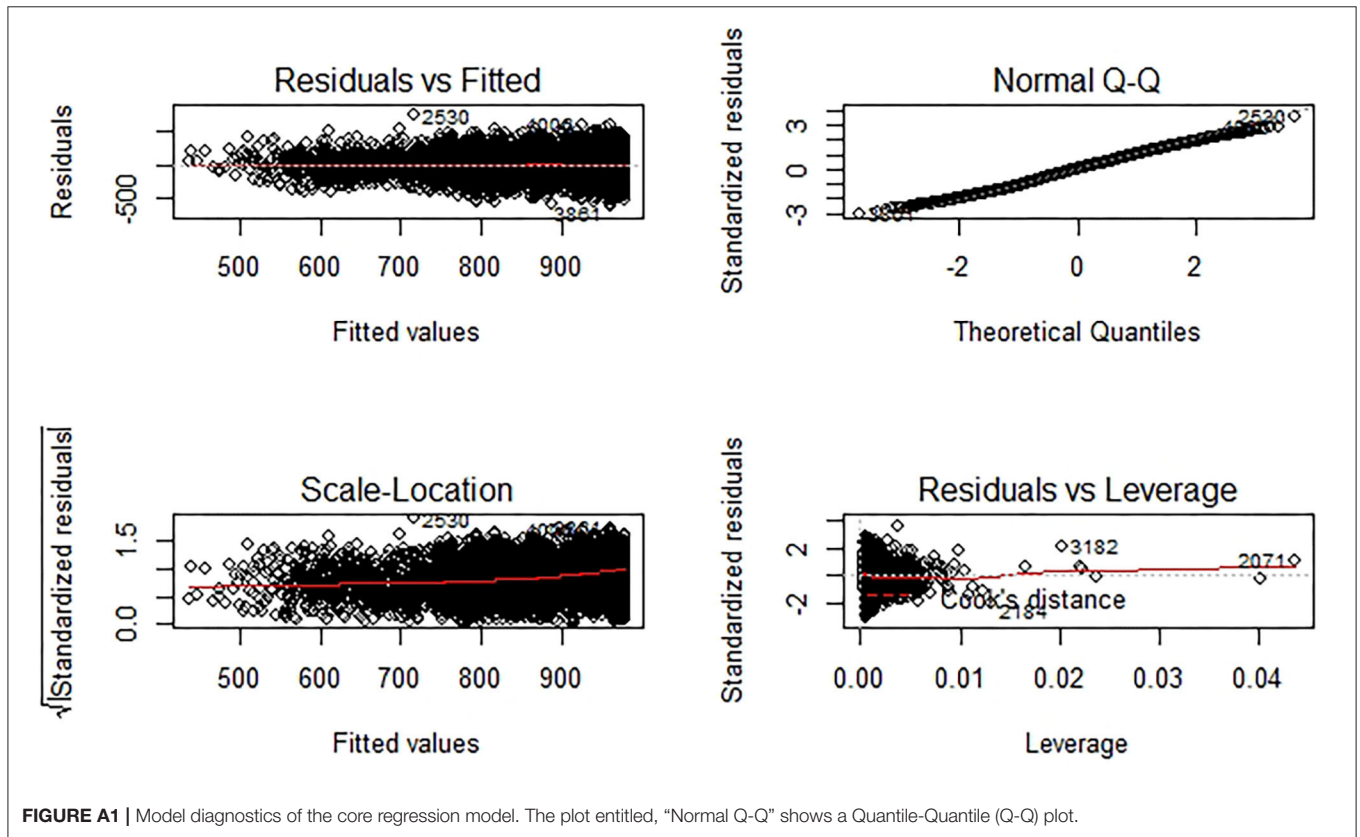 Residuals vs Fitted
Residuals
-500
2530
3861
500 600 700 800 900
Fitted values
Normal Q-Q
Standardized residuals
-3 0 3
2530
-2 0 2
Theoretical Quantiles
Scale-Location
√|Standardized residuals|
0.0 1.5
2530
500 600 700 800 900
Fitted values
Residuals vs Leverage
Standardized residuals
-2 2
3182
2071
Cook's distance
2184
0.00 0.01 0.02 0.03 0.04
Leverage
FIGURE A1 | Model diagnostics of the core regression model. The plot entitled, “Normal Q-Q” shows a Quantile-Quantile (Q-Q) plot.